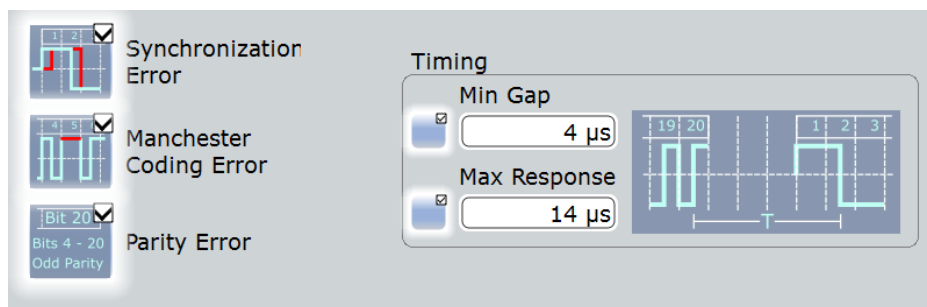 1 2
Synchronization
Error
4 5
Manchester
Coding Error
Bit 20
Bits 4 - 20
Odd Parity
Parity Error
Timing
Min Gap
4 µs
Max Response
14 µs
19 20 1 2 3
T